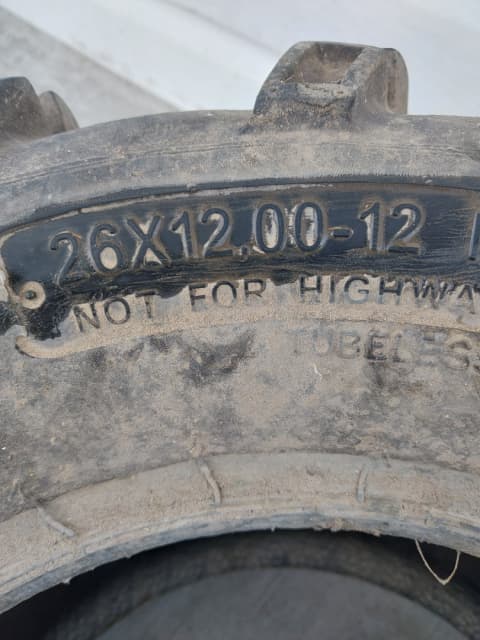 26X12.00-12
NOT FOR HIGHWA
TUBELESS